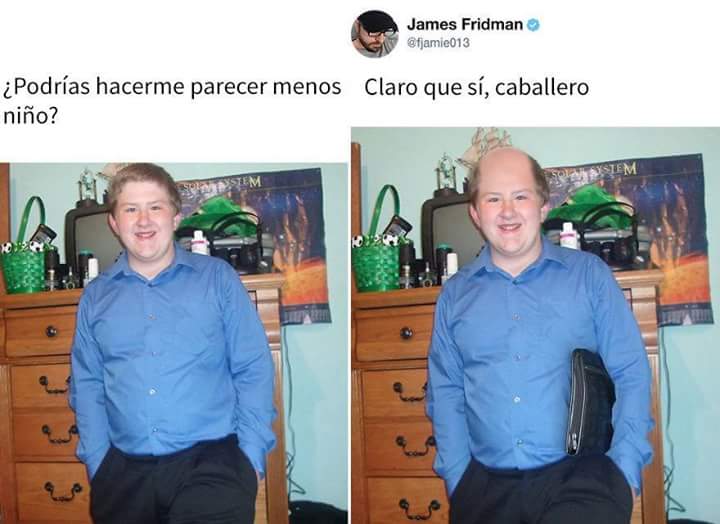 James Fridman
@fjamie013
¿Podrías hacerme parecer menos
niño?
Claro que sí, caballero
SOLAR SYSTEM
SOLAR SYSTEM